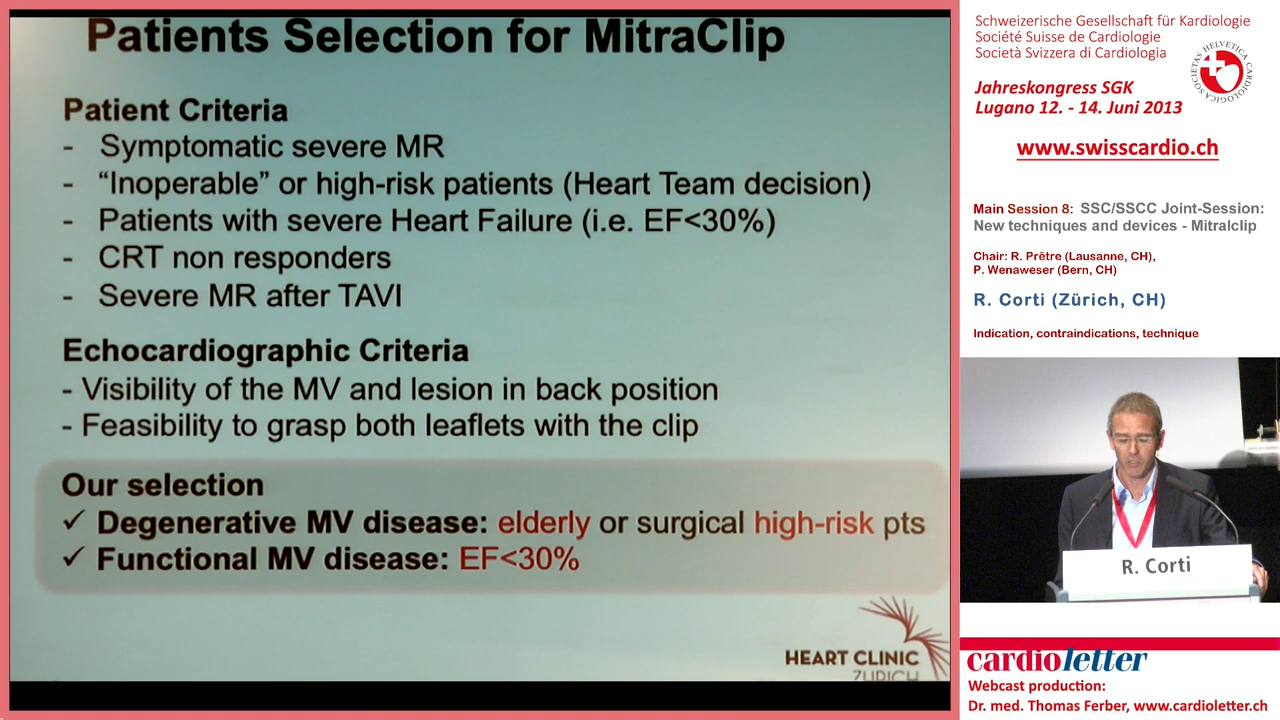 Patients Selection for MitraClip
Patient Criteria
- Symptomatic severe MR
- “Inoperable” or high-risk patients (Heart Team decision)
- Patients with severe Heart Failure (i.e. EF<30%)
- CRT non responders
- Severe MR after TAVI
Echocardiographic Criteria
- Visibility of the MV and lesion in back position
- Feasibility to grasp both leaflets with the clip
Our selection
✓ Degenerative MV disease: elderly or surgical high-risk pts
✓ Functional MV disease: EF<30%
HEART CLINIC
ZURICH
Schweizerische Gesellschaft für Kardiologie
Société Suisse de Cardiologie
Società Svizzera di Cardiologia
SOCIETAS HELVETICA CARDIOLOGICA
Jahreskongress SGK
Lugano 12. - 14. Juni 2013
www.swisscardio.ch
Main Session 8: SSC/SSCC Joint-Session:
New techniques and devices - Mitralclip
Chair: R. Prêtre (Lausanne, CH),
P. Wenaweser (Bern, CH)
R. Corti (Zürich, CH)
Indication, contraindications, technique
R. Corti
cardioletter
Webcast production:
Dr. med. Thomas Ferber, www.cardioletter.ch